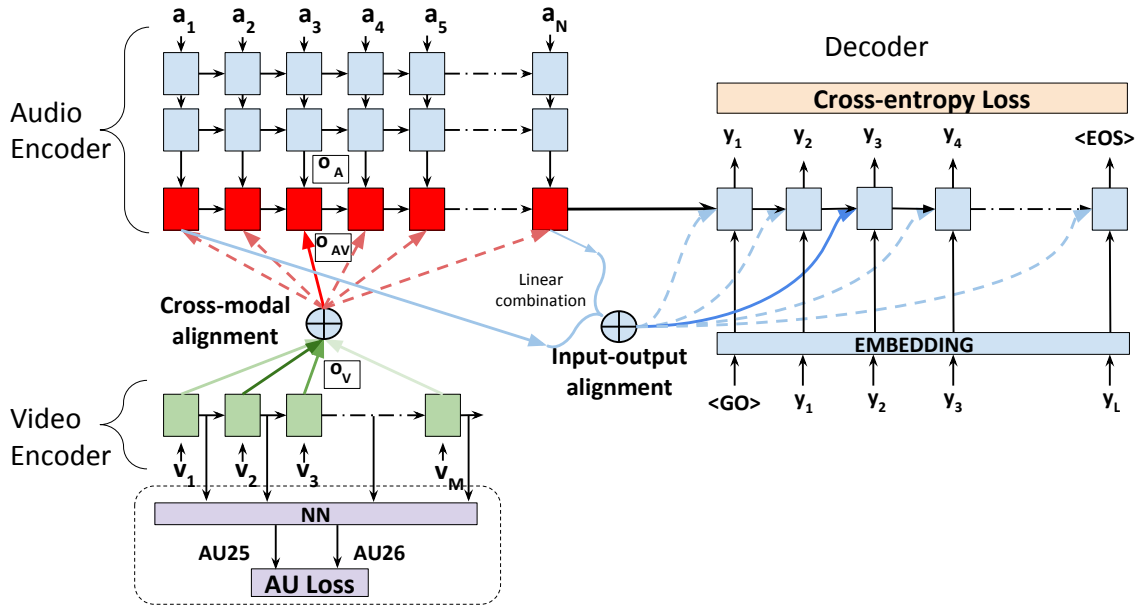 a1 a2 a3 a4 a5 aN
Decoder
Audio
Encoder
Cross-entropy Loss
y1 y2 y3 y4 <EOS>
oA
oAV
Linear
combination
Cross-modal
alignment
Input-output
alignment
EMBEDDING
oV
<GO> y1 y2 y3 yL
Video
Encoder
v1 v2 v3 vM
NN
AU25 AU26
AU Loss